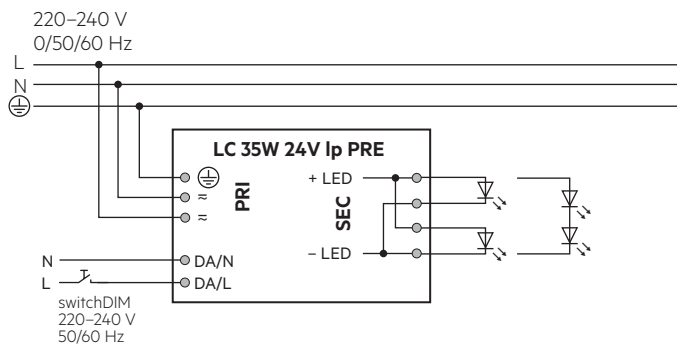 220–240 V
0/50/60 Hz
L
N
LC 35W 24V lp PRE
PRI
+ LED
≂
≂
SEC
– LED
N
DA/N
L
DA/L
switchDIM
220–240 V
50/60 Hz